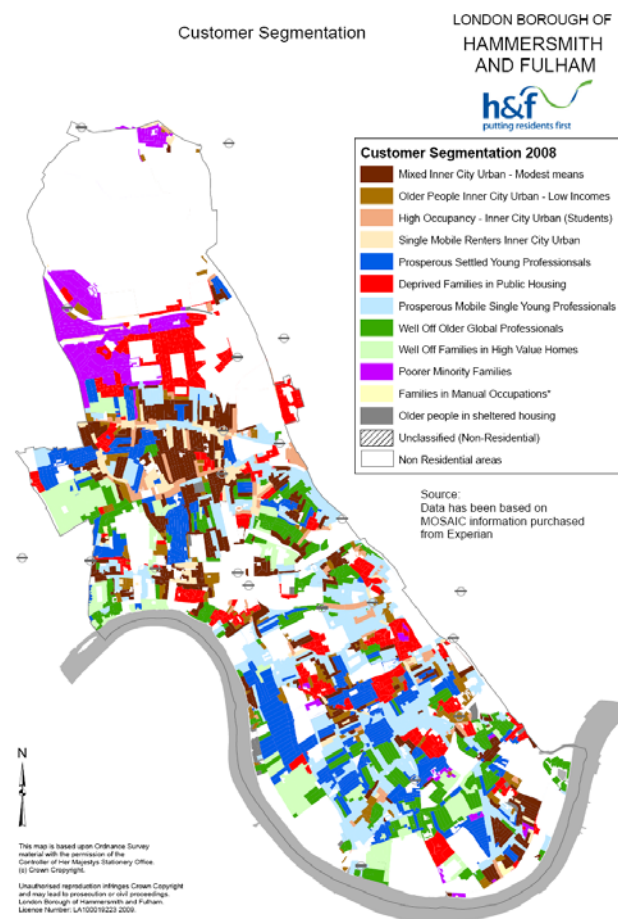 Customer Segmentation
LONDON BOROUGH OF
HAMMERSMITH
AND FULHAM
h&f
putting residents first
Customer Segmentation 2008
Mixed Inner City Urban - Modest means
Older People Inner City Urban - Low Incomes
High Occupancy - Inner City Urban (Students)
Single Mobile Renters Inner City Urban
Prosperous Settled Young Professionsals
Deprived Families in Public Housing
Prosperous Mobile Single Young Professionals
Well Off Older Global Professionals
Well Off Families in High Value Homes
Poorer Minority Families
Families in Manual Occupations*
Older people in sheltered housing
Unclassified (Non-Residential)
Non Residential areas
Source:
Data has been based on
MOSAIC information purchased
from Experian
N
This map is based upon Ordnance Survey
material with the permission of the
Controller of Her Majestys Stationery Office.
(c) Crown Copyright.
Unauthorised reproduction infringes Crown Copyright
and may lead to prosecution or civil proceedings.
London Borough of Hammersmith and Fulham.
License Number: LA100019223 2009.